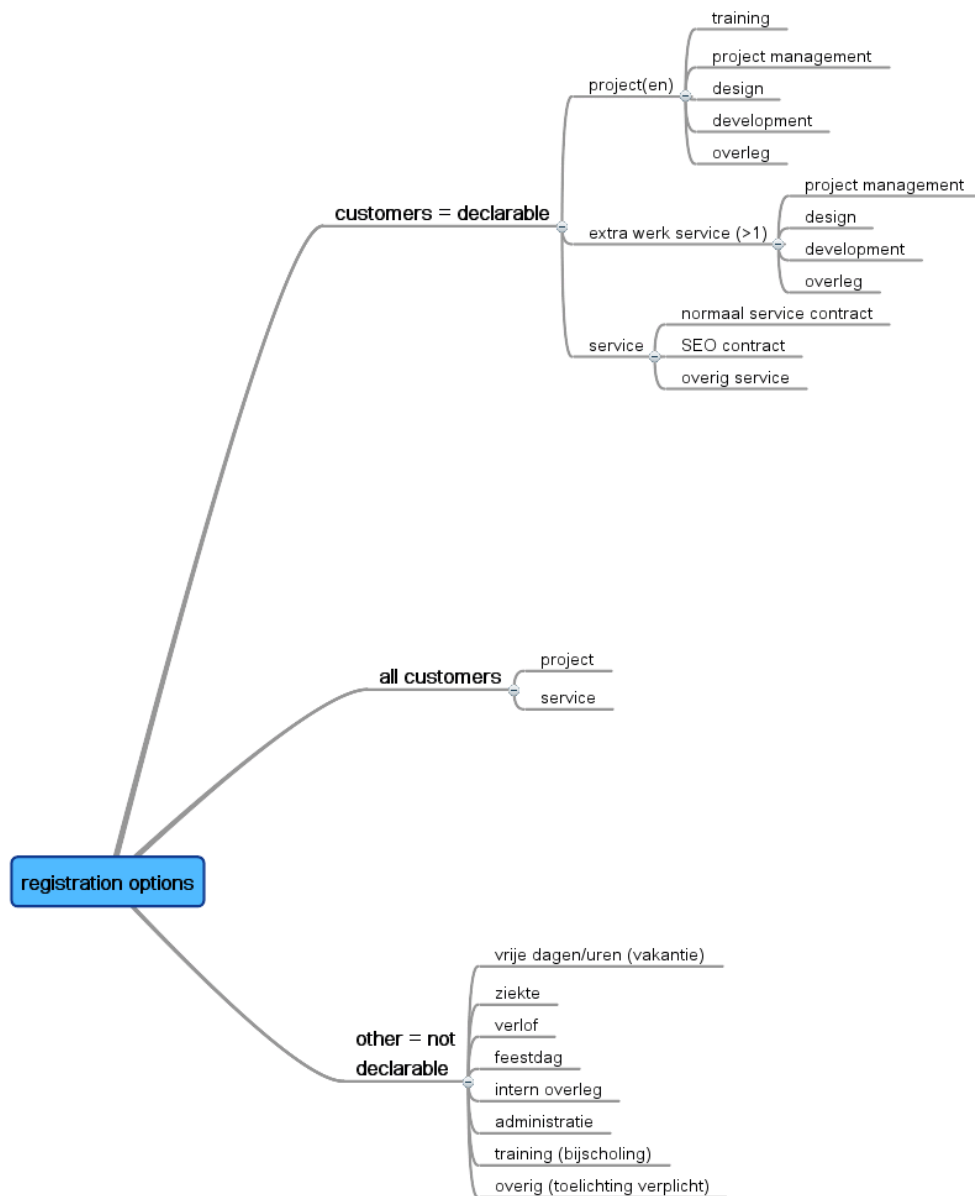 training
project management
project(en)
design
development
overleg
customers = declarable
project management
design
extra werk service (>1)
development
overleg
normaal service contract
service
SEO contract
overig service
all customers
project
service
registration options
vrije dagen/uren (vakantie)
ziekte
verlof
other = not
declarable
feestdag
intern overleg
administratie
training (bijscholing)
overig (toelichting verplicht)